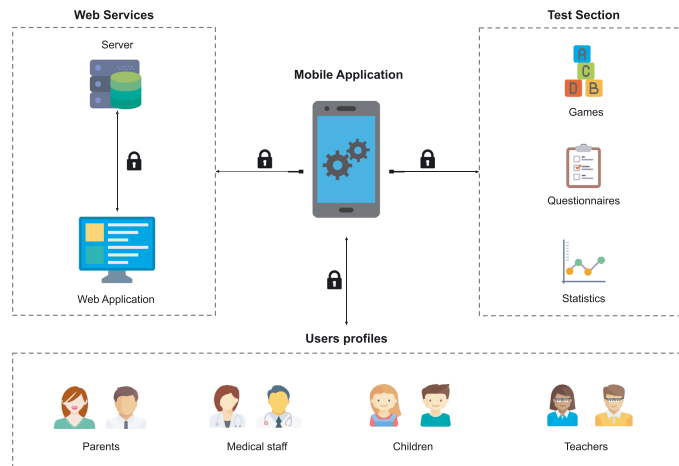 Web Services
Test Section
Server
Mobile Application
A
C
D B
Games
Questionnaires
Web Application
Statistics
Users profiles
Parents
Medical staff
Children
Teachers